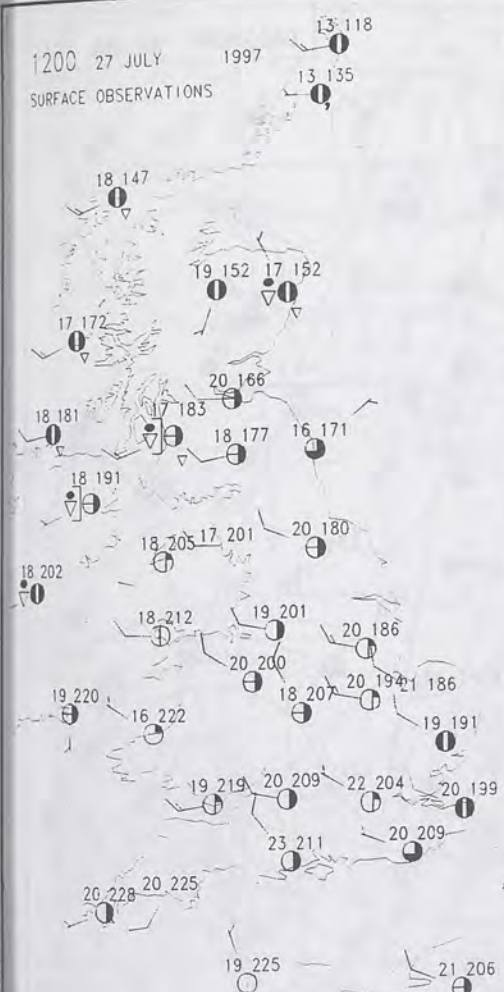 13 118
1200 27 JULY 1997
13 135
SURFACE OBSERVATIONS
18 147
19 152 17 152
17 172
20 166
18 181 17 183
18 177 16 171
18 191
18 205 17 201 20 180
18 202
18 212 19 201 20 186
20 200
19 220 18 207 20 194 21 186
16 222 19 191
19 219 20 209 22 204 20 199
23 211 20 209
20 228 20 225
19 225 21 206